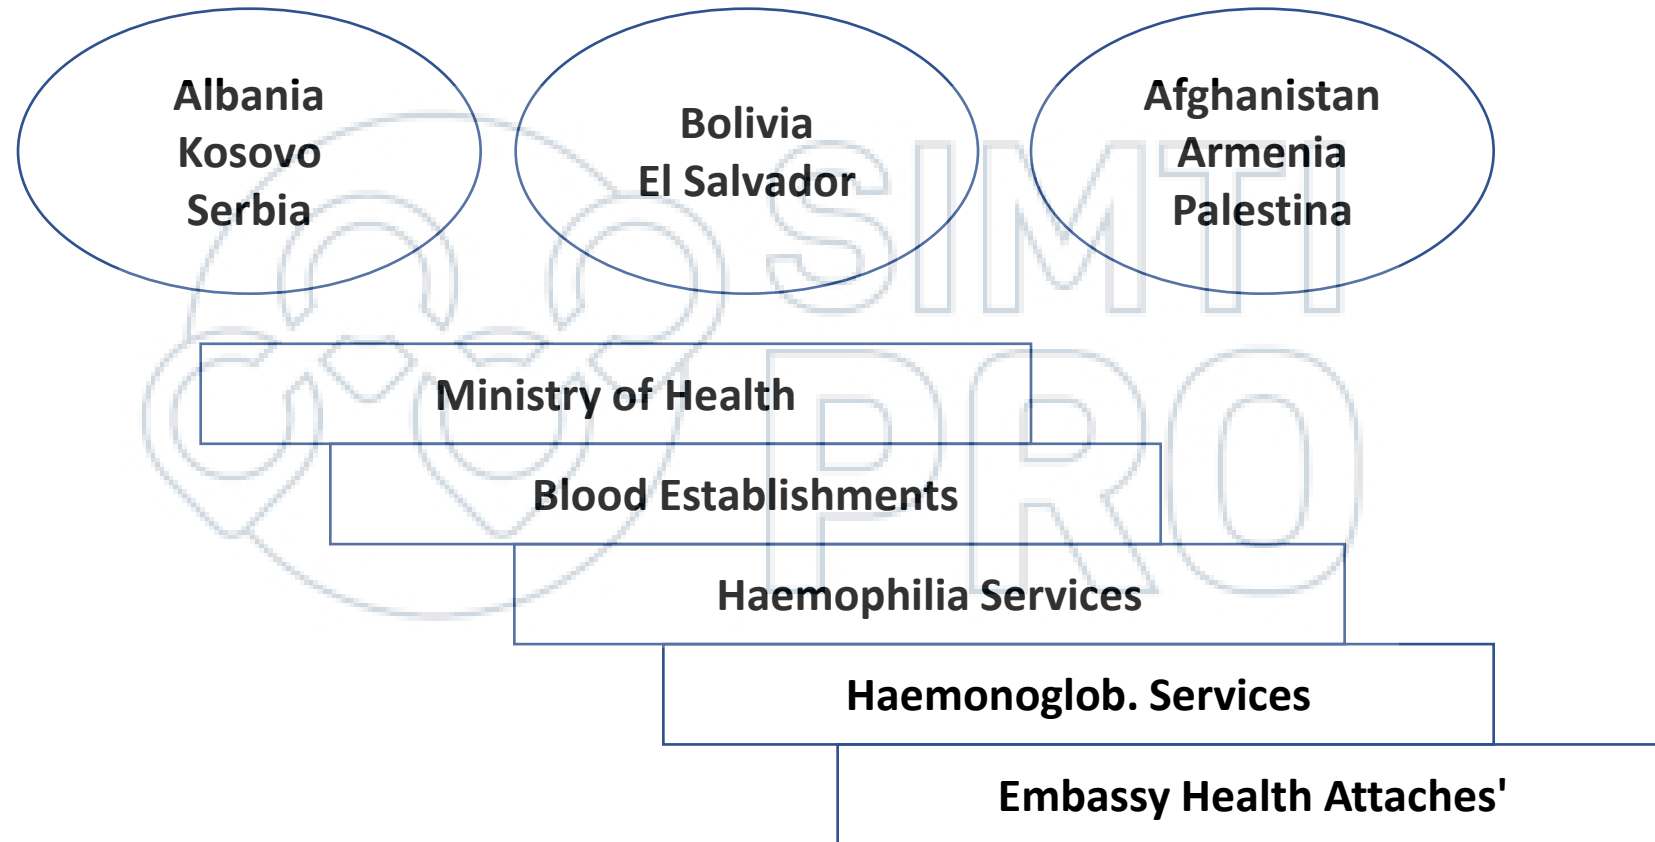 Albania
Kosovo
Serbia
Bolivia
El Salvador
Afghanistan
Armenia
Palestina
SIMTI
PRO
Ministry of Health
Blood Establishments
Haemophilia Services
Haemonoglob. Services
Embassy Health Attaches'